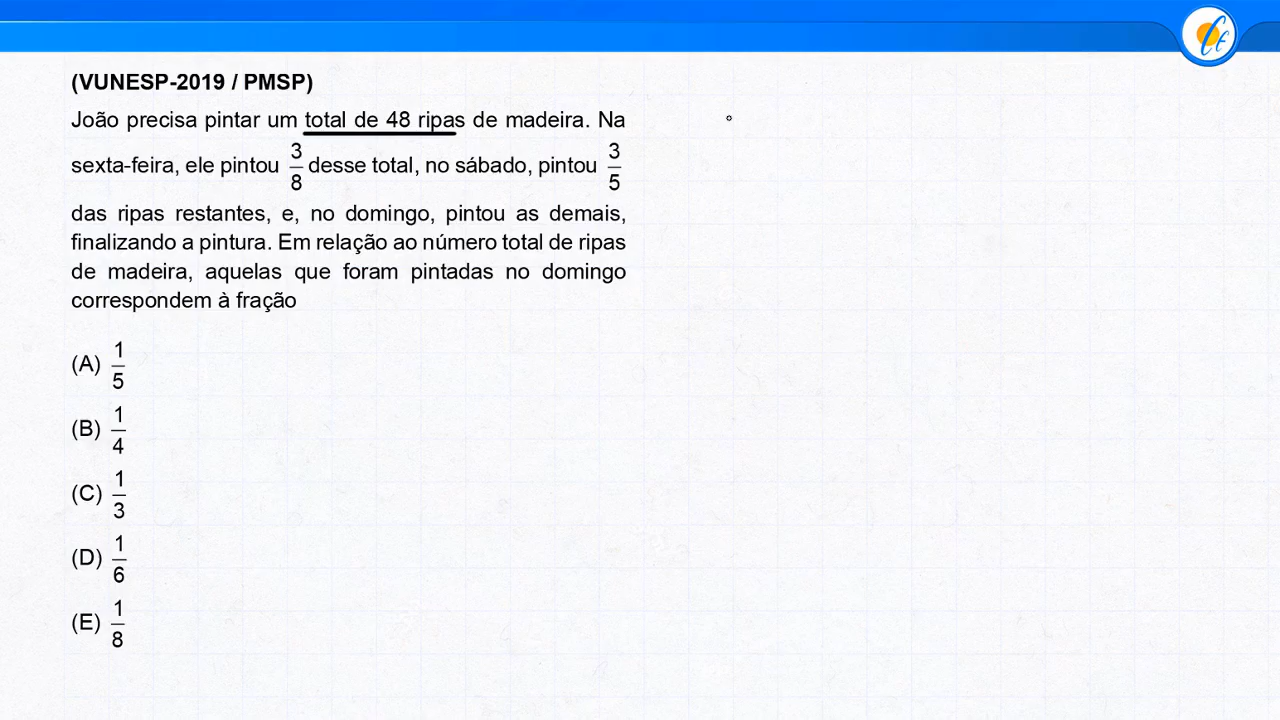 (VUNESP-2019 / PMSP)
João precisa pintar um total de 48 ripas de madeira. Na
sexta-feira, ele pintou 3/8 desse total, no sábado, pintou 3/5
das ripas restantes, e, no domingo, pintou as demais,
finalizando a pintura. Em relação ao número total de ripas
de madeira, aquelas que foram pintadas no domingo
correspondem à fração
(A) 1/5
(B) 1/4
(C) 1/3
(D) 1/6
(E) 1/8